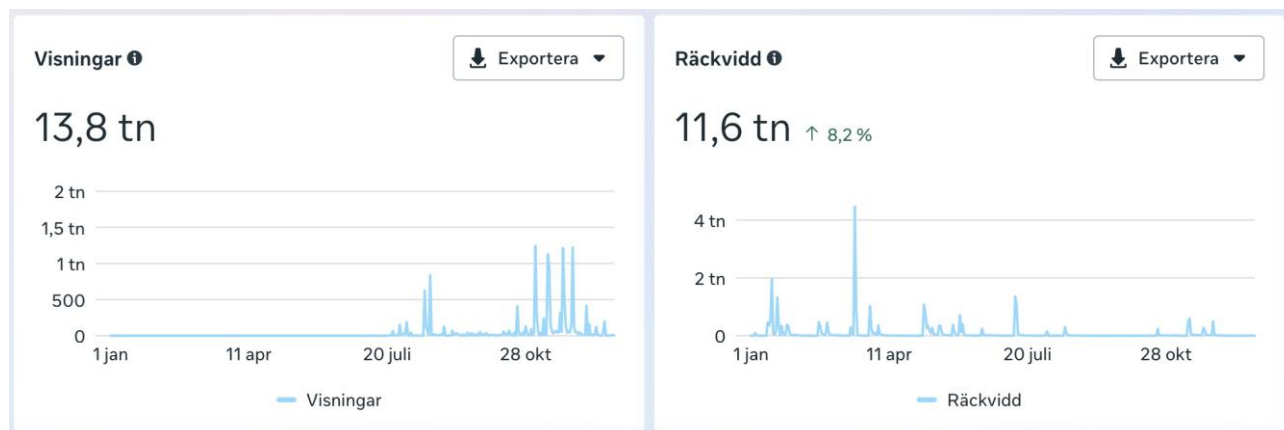 Visningar
Exportera
13,8 tn
2 tn
1,5 tn
1 tn
500
0
1 jan
11 apr
20 juli
28 okt
Visningar
Räckvidd
Exportera
11,6 tn ↑ 8,2 %
4 tn
2 tn
0
1 jan
11 apr
20 juli
28 okt
Räckvidd